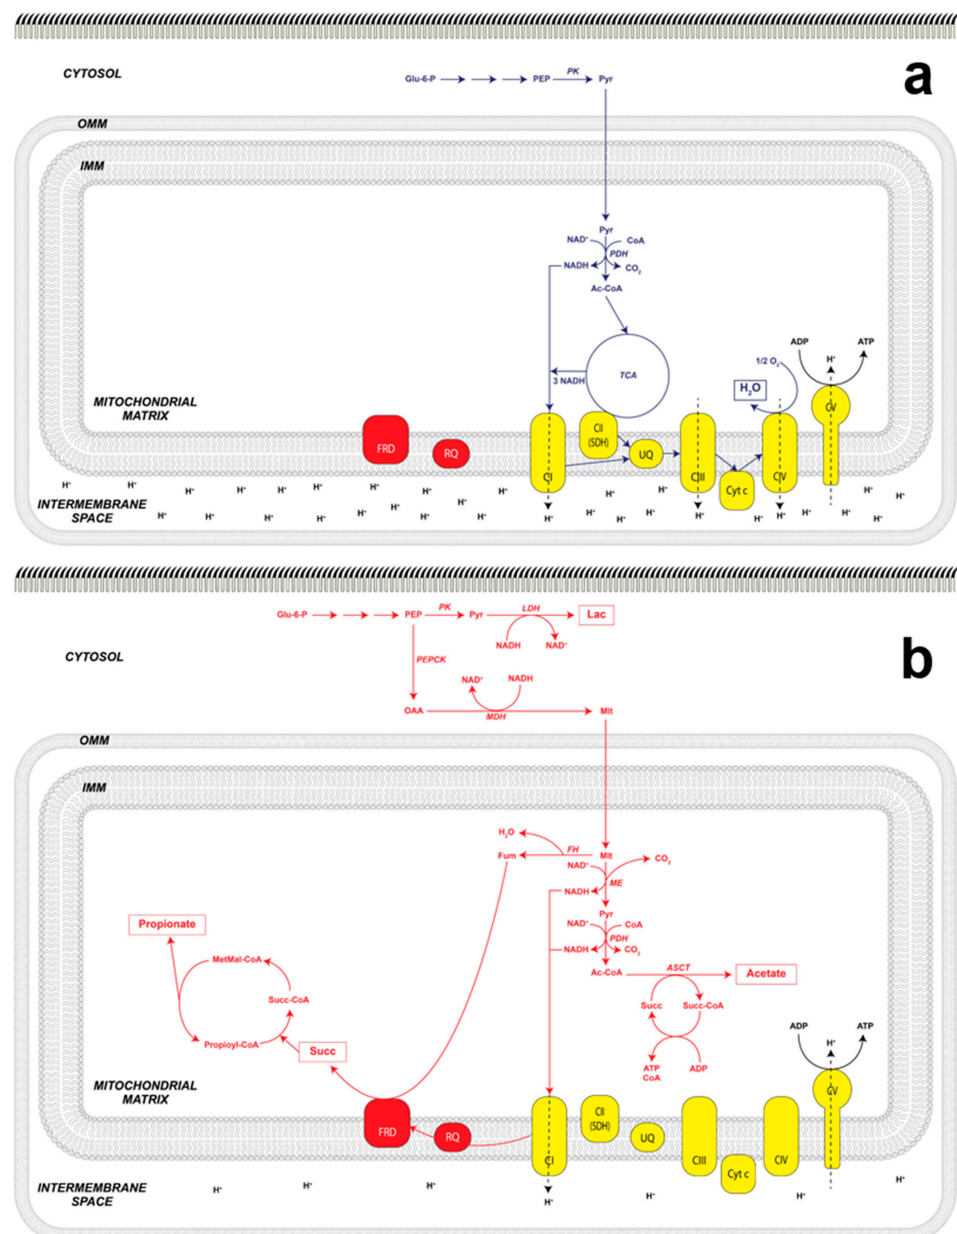 a
CYTOSOL
Glu-6-P PEP PK Pyr
OMM
IMM
Pyr
NAD+ CoA
PDH
NADH CO2
Ac-CoA
TCA
3 NADH
1/2 O2
H2O
ADP ATP
H+
MITOCHONDRIAL
MATRIX
FRD RQ CI CII
(SDH) UQ CIII Cyt c CIV CV
INTERMEMBRANE
SPACE
H+ H+ H+ H+ H+ H+ H+ H+ H+ H+ H+
H+ H+ H+
H+ H+ H+ H+ H+ H+ H+ H+ H+ H+ H+ H+ H+
b
Glu-6-P PEP PK Pyr LDH Lac
NADH NAD+
CYTOSOL
PEPCK
NAD+ NADH
OAA MDH Mlt
OMM
IMM
H2O
Fum FH Mlt CO2
NAD+
ME
NADH
Pyr
NAD+ CoA
PDH
NADH CO2
Ac-CoA ASCT Acetate
Succ Succ-CoA
ATP
CoA
ADP
Propionate
MetMal-CoA
Succ-CoA
Propioyl-CoA
Succ
ADP ATP
H+
MITOCHONDRIAL
MATRIX
FRD RQ CI CII
(SDH) UQ CIII Cyt c CIV CV
INTERMEMBRANE
SPACE
H+ H+ H+ H+ H+ H+ H+